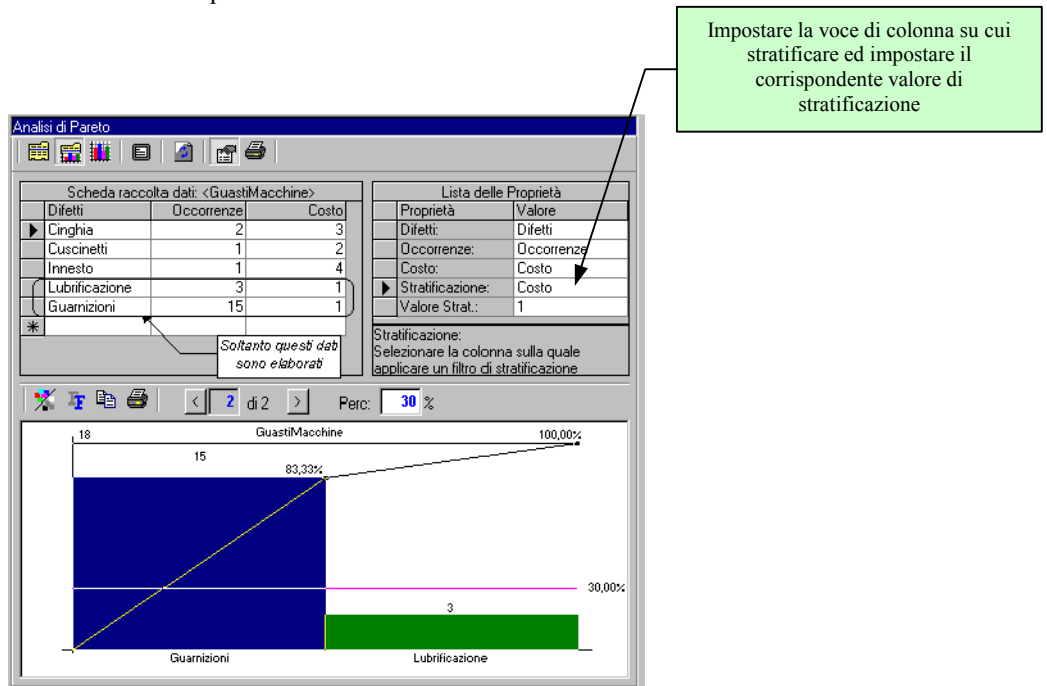 Impostare la voce di colonna su cui
stratificare ed impostare il
corrispondente valore di
stratificazione
Analisi di Pareto
Scheda raccolta dati: <GuastiMacchine>
Difetti Occorrenze Costo
Cinghia 2 3
Cuscinetti 1 2
Innesto 1 4
Lubrificazione 3 1
Guarnizioni 15 1
Soltanto questi dati
sono elaborati
Lista delle Proprietà
Proprietà Valore
Difetti: Difetti
Occorrenze: Occorrenze
Costo: Costo
Stratificazione: Costo
Valore Strat.: 1
Stratificazione:
Selezionare la colonna sulla quale
applicare un filtro di stratificazione
< 2 di 2 > Perc: 30 %
18 GuastiMacchine 100,00%
15
83,33%
30,00%
3
Guarnizioni Lubrificazione